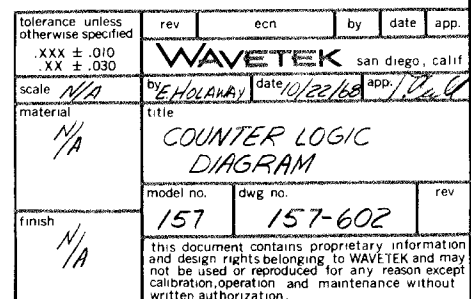 tolerance unless otherwise specified
.XXX ± .010
.XX ± .030
rev ecn by date app.
WAVETEK san diego, calif
scale N/A
by E. HOLAWAY date 10/22/68 app.
material
N/A
title
COUNTER LOGIC
DIAGRAM
model no. dwg no. rev
157 157-602
finish
N/A
this document contains proprietary information
and design rights belonging to WAVETEK and may
not be used or reproduced for any reason except
calibration, operation and maintenance without
written authorization.